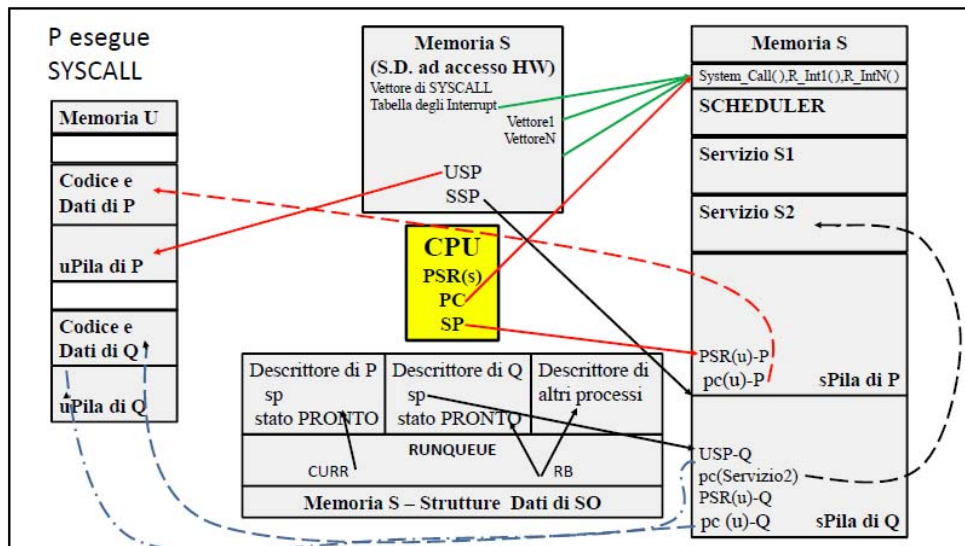 P esegue
SYSCALL
Memoria U
Codice e
Dati di P
uPila di P
Codice e
Dati di Q
uPila di Q
Memoria S
(S.D. ad accesso HW)
Vettore di SYSCALL
Tabella degli Interrupt
Vettore1
VettoreN
USP
SSP
CPU
PSR(s)
PC
SP
Descrittore di P
sp
stato PRONTO
Descrittore di Q
sp
stato PRONTO
Descrittore di
altri processi
RUNQUEUE
CURR
RB
Memoria S – Strutture Dati di SO
Memoria S
System_Call(),R_Int1(),R_IntN()
SCHEDULER
Servizio S1
Servizio S2
PSR(u)-P
pc(u)-P
sPila di P
USP-Q
pc(Servizio2)
PSR(u)-Q
pc (u)-Q
sPila di Q